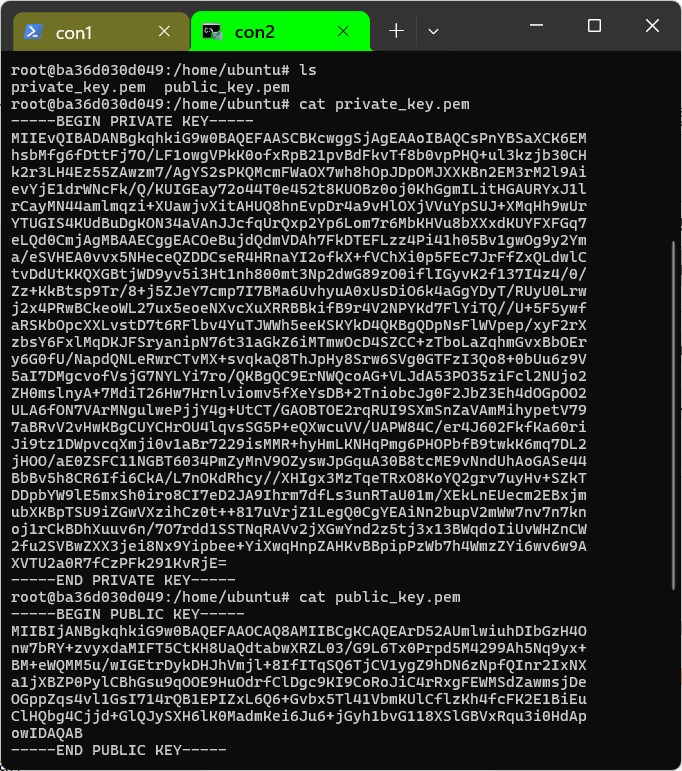 con1
con2
root@ba36d030d049:/home/ubuntu# ls
private_key.pem  public_key.pem
root@ba36d030d049:/home/ubuntu# cat private_key.pem
-----BEGIN PRIVATE KEY-----
MIIEvQIBADANBgkqhkiG9w0BAQEFAASCBKcwggSjAgEAAoIBAQCsPnYBSaXCK6EM
hsbMfg6fDttFj7O/LF1owgVPkK0ofxRpB21pvBdFkvTf8b0vpPHQ+ul3kzjb30CH
k2r3LH4Ez55ZAwzm7/AgYS2sPKQMcmFWaOX7wh8hOpJDpOMJXXKBn2EM3rM2l9Ai
evYjE1drWNcFk/Q/KUIGEay72o44T0e452t8KUOBz0oj0KhGgmILitHGAURYxJ1l
rCayMN44amlmqzi+XUawjvXitAHUQ8hnEvpDr4a9vHlOXjVVuYpSUJ+XMqHh9wUr
YTUGIS4KUdBuDgKON34aVAnJJcfqUrQxp2Yp6Lom7r6MbKHVu8bXXxdKUYFXFGq7
eLQd0CmjAgMBAAECggEACOeBujdQdmVDAh7FkDTEFLzz4Pi41h05Bv1gwOg9y2Ym
a/eSVHEA0vvx5NHeceQZDDCseR4HRnaYI2ofkX+fVChXi0p5FEc7JrFfZxQLdwlC
tvDdUtKKQXGBtjWD9yv5i3Ht1nh800mt3Np2dwG89zO0iflIGyvK2f137I4z4/0/
Zz+KkBtsp9Tr/8+j5ZJeY7cmp7I7BMa6UvhyuA0xUsDiO6k4aGgYDyT/RUyU0Lrw
j2x4PRwBCkeoWL27ux5eoeNXvcXuXRRBBkifB9r4V2NPYKd7FlYiTQ//U+5F5ywf
aRSKbOpcXXLvstD7t6RFlbv4YuTJWWh5eeKSKYkD4QKBgQDpNsFlWVpep/xyF2rX
zbsY6FxlMqDKJFSryanipN76t31aGkZ6iMTmwOcD4SZCC+zTboLaZqhmGvxBbOEr
y6G0fU/NapdQNLeRwrCTvMX+svqkaQ8ThJpHy8Srw6SVg0GTFzI3Qo8+0bUu6z9V
5aI7DMgcvofVsjG7NYLYi7ro/QKBgQC9ErNWQcoAG+VLJdA53PO35ziFcl2NUjo2
ZH0mslnyA+7MdiT26Hw7Hrnlviomv5fXeYsDB+2TniobcJg0F2JbZ3Eh4dOGpOO2
ULA6fON7VArMNgulwePjjY4g+UtCT/GAOBTOE2rqRUI9SXmSnZaVAmMihypetV79
7aBRvV2vHwKBgCUYCHrOU4lqvsSG5P+eQXwcuVV/UAPW84C/er4J602FkfKa60ri
Ji9tz1DWpvcqXmji0v1aBr7229isMMR+hyHmLKNHqPmg6PHOPbfB9twkK6mq7DL2
jHOO/aE0ZSFC11NGBT6034PmZyMnV9OZyswJpGquA30B8tcME9vNndUhAoGASe44
BbBv5h8CR6Ifi6CkA/L7nOKdRhcy//XHIgx3MzTqeTRxO8KoYQ2grv7uyHv+SZkT
DDpbYW9lE5mxSh0iro8CI7eD2JA9Ihrm7dfLs3unRTaU01m/XEkLnEUecm2EBxjm
ubXKBpTSU9iZGwVXzihCz0t++817uVrjZ1LegQ0CgYEAiNn2bupV2mWw7nv7n7kn
oj1rCkBDhXuuv6n/7O7rdd1SSTNqRAVv2jXGwYnd2z5tj3x13BWqdoIiUvWHZnCW
2fu2SVBwZXX3jei8Nx9Yipbee+YiXwqHnpZAHKvBBpipPzWb7h4WmzZYi6wv6w9A
XVTU2a0R7fCzPFk291KvRjE=
-----END PRIVATE KEY-----
root@ba36d030d049:/home/ubuntu# cat public_key.pem
-----BEGIN PUBLIC KEY-----
MIIBIjANBgkqhkiG9w0BAQEFAAOCAQ8AMIIBCgKCAQEArD52AUmlwiuhDIbGzH4O
nw7bRY+zvyxdaMIFT5CtKH8UaQdtabwXRZL03/G9L6Tx0Prpd5M4299Ah5Nq9yx+
BM+eWQMM5u/wIGEtrDykDHJhVmjl+8IfITqSQ6TjCV1ygZ9hDN6zNpfQInr2IxNX
a1jXBZP0PylCBhGsu9qOOE9HuOdrfClDgc9KI9CoRoJiC4rRxgFEWMSdZawmsjDe
OGppZqs4vl1GsI714rQB1EPIZxL6Q6+Gvbx5Tl41VbmKUlCflzKh4fcFK2E1BiEu
ClHQbg4Cjjd+GlQJySXH6lK0MadmKei6Ju6+jGyh1bvG118XSlGBVxRqu3i0HdAp
owIDAQAB
-----END PUBLIC KEY-----